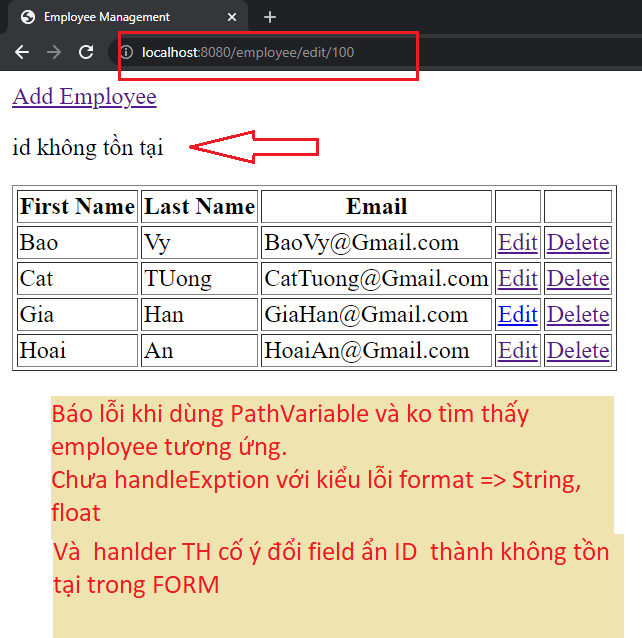 Employee Management
localhost:8080/employee/edit/100
Add Employee
id không tồn tại
First Name Last Name Email
Bao Vy BaoVy@Gmail.com Edit Delete
Cat TUong CatTuong@Gmail.com Edit Delete
Gia Han GiaHan@Gmail.com Edit Delete
Hoai An HoaiAn@Gmail.com Edit Delete
Báo lỗi khi dùng PathVariable và ko tìm thấy
employee tương ứng.
Chưa handleExption với kiểu lỗi format => String,
float
Và hanlder TH cố ý đổi field ẩn ID thành không tồn
tại trong FORM